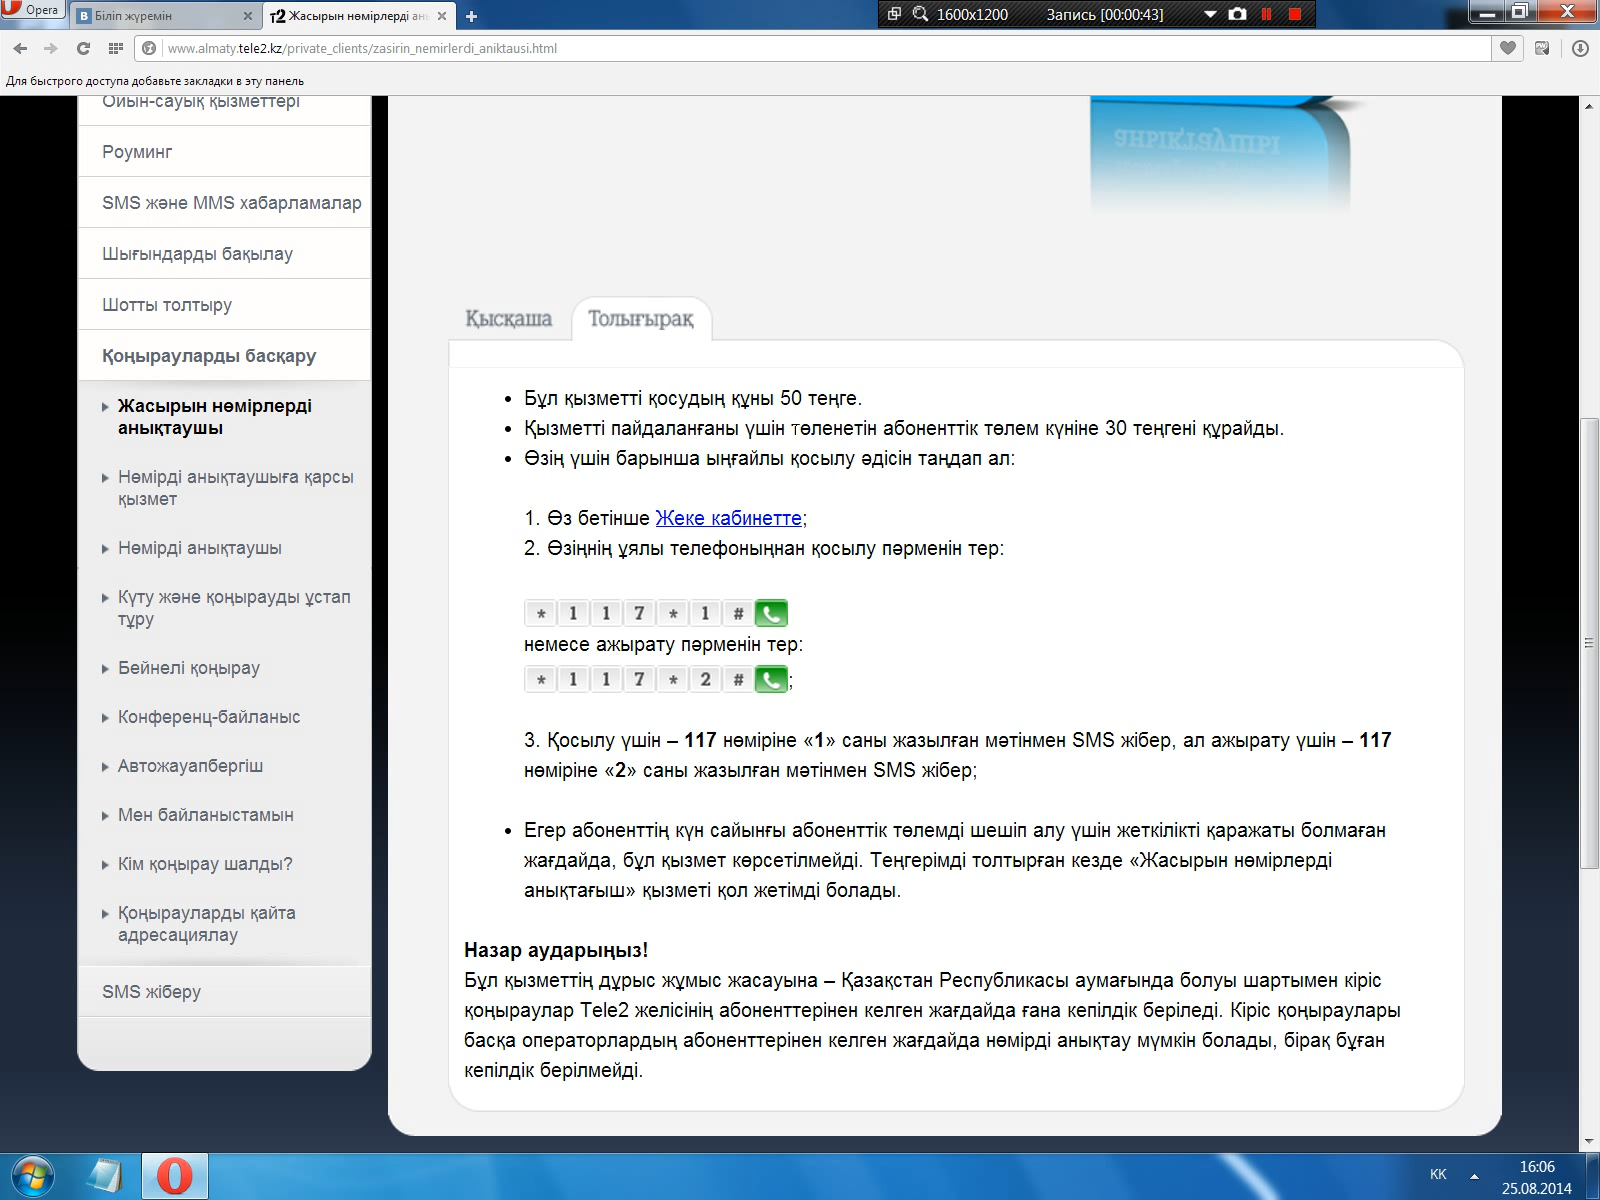 Opera
Біліп жүремін
Жасырын нөмірлерді аны
1600x1200
Запись [00:00:43]
www.almaty.tele2.kz/private_clients/zasirin_nemirlerdi_aniktausi.html
Для быстрого доступа добавьте закладки в эту панель
Ойын-сауық қызметтері
Роуминг
SMS және MMS хабарламалар
Шығындарды бақылау
Шотты толтыру
Қоңырауларды басқару
Жасырын нөмірлерді
анықтаушы
Нөмірді анықтаушыға қарсы
қызмет
Нөмірді анықтаушы
Күту және қоңырауды ұстап
тұру
Бейнелі қоңырау
Конференц-байланыс
Автожауапбергіш
Мен байланыстамын
Кім қоңырау шалды?
Қоңырауларды қайта
адресациялау
SMS жіберу
анықтаушы
Қысқаша
Толығырақ
• Бұл қызметті қосудың құны 50 теңге.
• Қызметті пайдаланғаны үшін төленетін абоненттік төлем күніне 30 теңгені құрайды.
• Өзің үшін барынша ыңғайлы қосылу әдісін таңдап ал:
1. Өз бетінше Жеке кабинетте;
2. Өзіңнің ұялы телефоныңнан қосылу пәрменін тер:
* 1 1 7 * 1 #
немесе ажырату пәрменін тер:
* 1 1 7 * 2 # ;
3. Қосылу үшін – 117 нөміріне «1» саны жазылған мәтінмен SMS жібер, ал ажырату үшін – 117
нөміріне «2» саны жазылған мәтінмен SMS жібер;
• Егер абоненттің күн сайынғы абоненттік төлемді шешіп алу үшін жеткілікті қаражаты болмаған
жағдайда, бұл қызмет көрсетілмейді. Теңгерімді толтырған кезде «Жасырын нөмірлерді
анықтағыш» қызметі қол жетімді болады.
Назар аударыңыз!
Бұл қызметтің дұрыс жұмыс жасауына – Қазақстан Республикасы аумағында болуы шартымен кіріс
қоңыраулар Tele2 желісінің абоненттерінен келген жағдайда ғана кепілдік беріледі. Кіріс қоңыраулары
басқа операторлардың абоненттерінен келген жағдайда нөмірді анықтау мүмкін болады, бірақ бұған
кепілдік берілмейді.
KK
16:06
25.08.2014